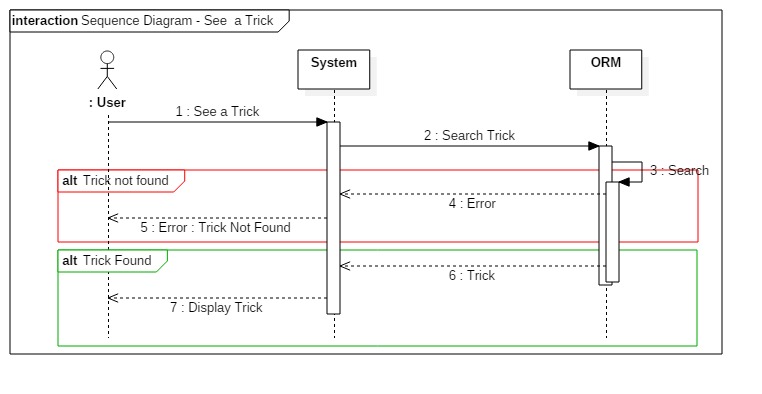 interaction Sequence Diagram - See a Trick
System
ORM
: User
1 : See a Trick
2 : Search Trick
3 : Search
alt Trick not found
4 : Error
5 : Error : Trick Not Found
alt Trick Found
6 : Trick
7 : Display Trick